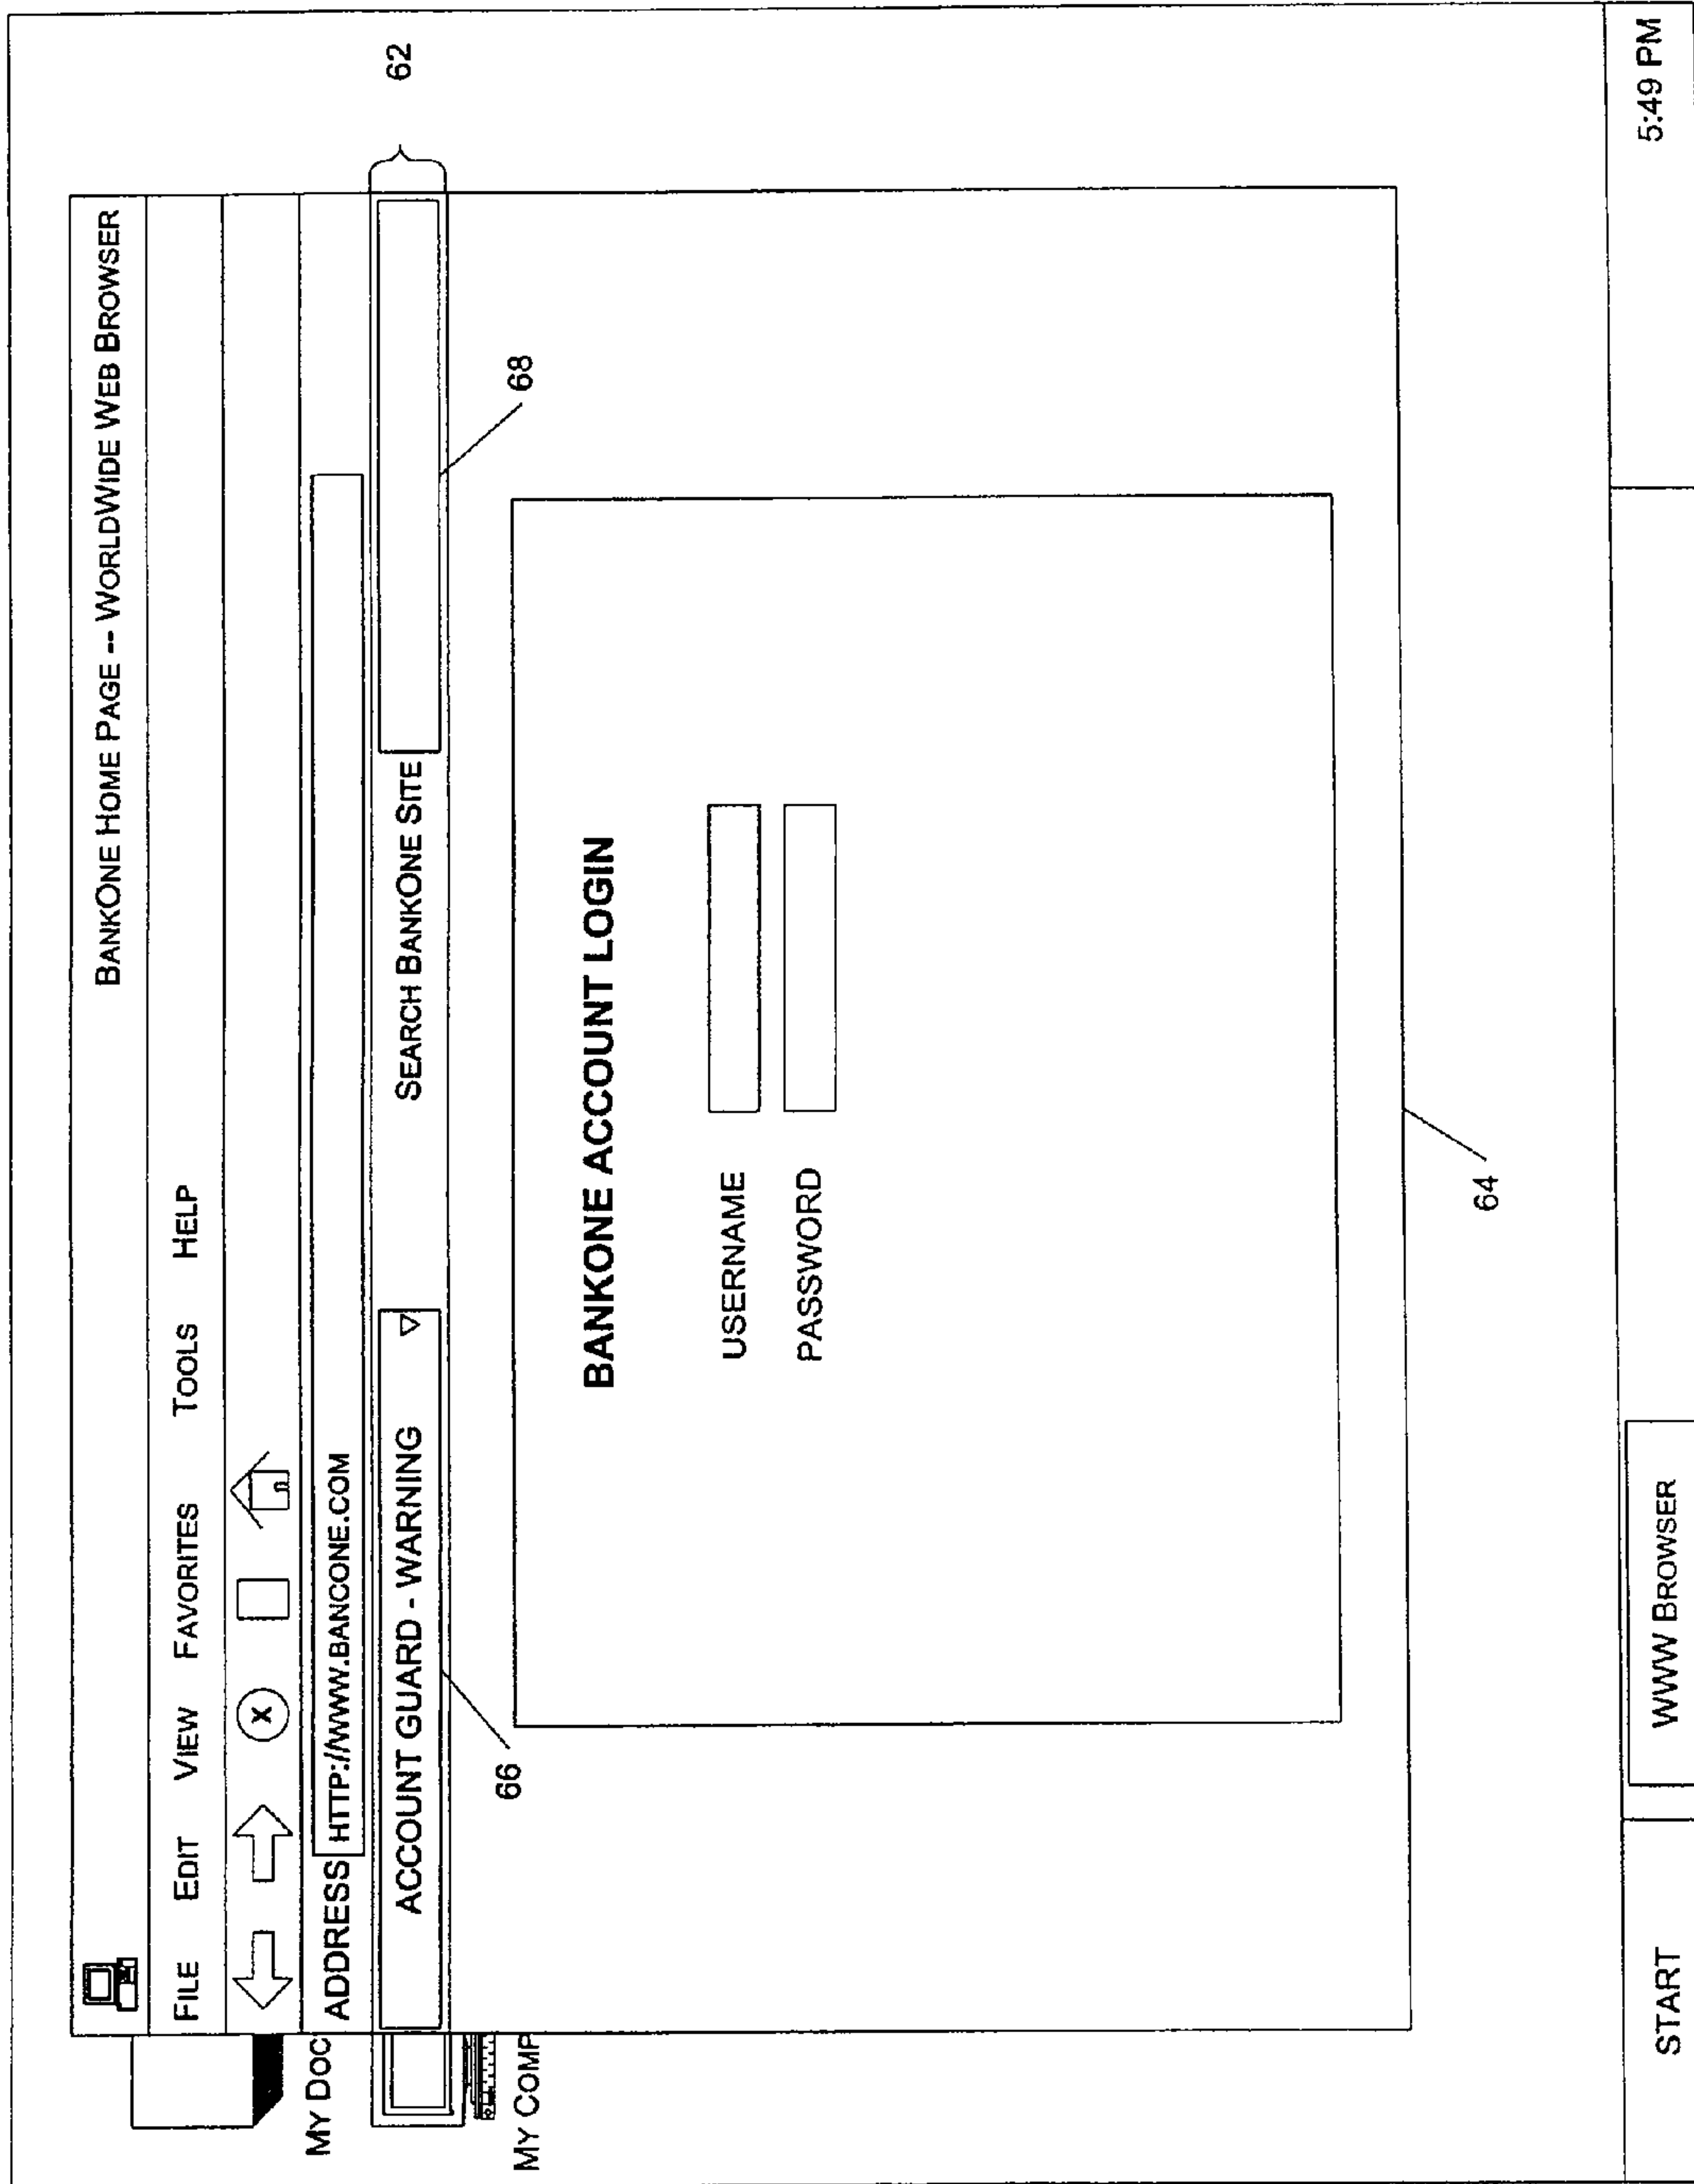 BANKONE HOME PAGE -- WORLDWIDE WEB BROWSER
FILE EDIT VIEW FAVORITES TOOLS HELP
X
MY DOC
ADDRESS HTTP://WWW.BANCONE.COM
ACCOUNT GUARD - WARNING SEARCH BANKONE SITE
62
MY COMP
66
68
BANKONE ACCOUNT LOGIN
USERNAME
PASSWORD
64
START WWW BROWSER 5:49 PM